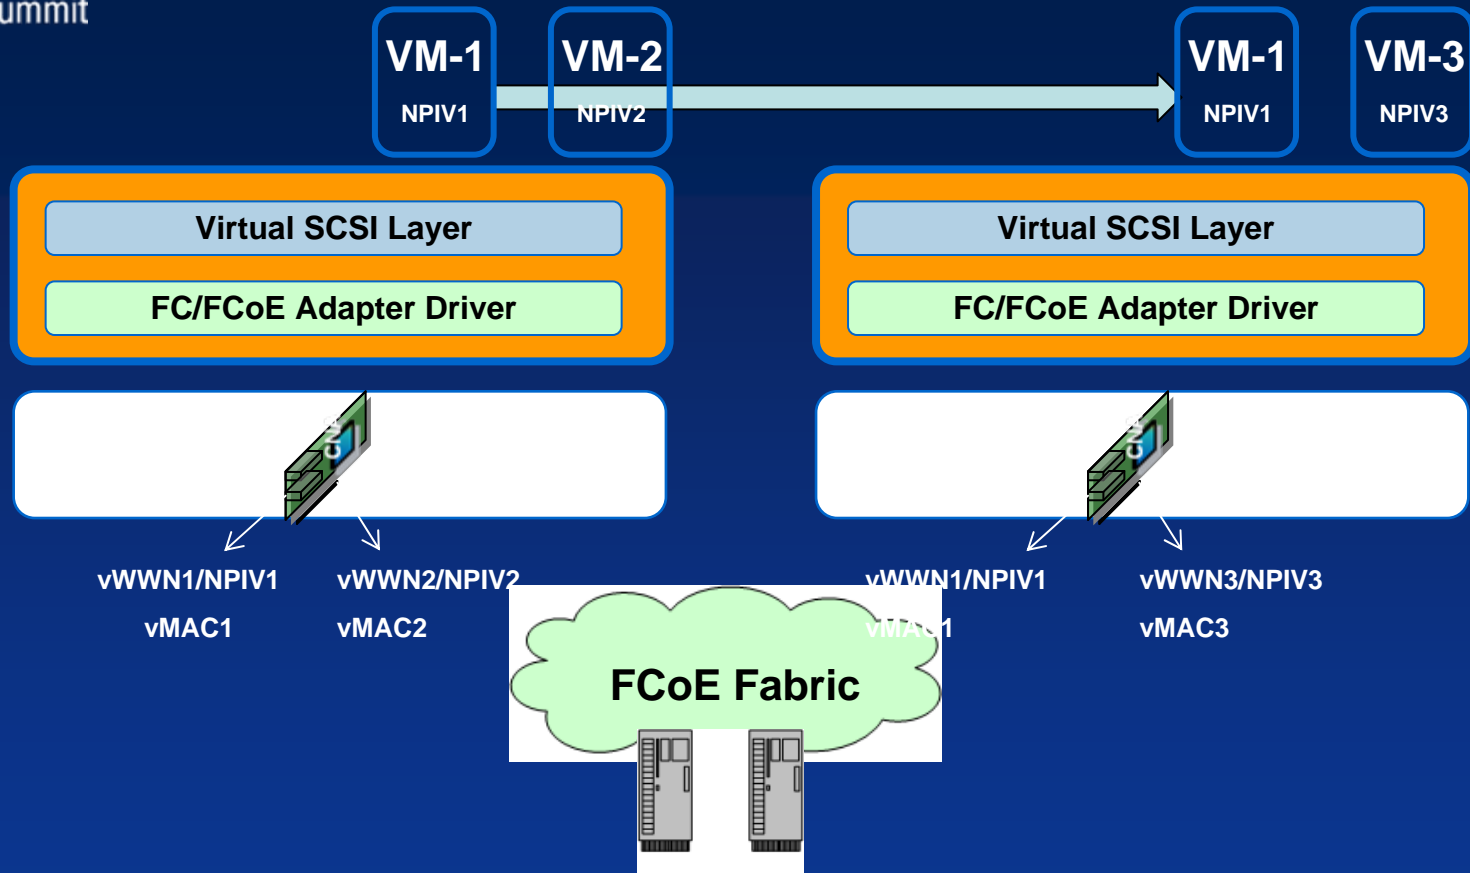 VM-1
NPIV1
VM-2
NPIV2
VM-1
NPIV1
VM-3
NPIV3
Virtual SCSI Layer
FC/FCoE Adapter Driver
Virtual SCSI Layer
FC/FCoE Adapter Driver
vWWN1/NPIV1
vMAC1
vWWN2/NPIV2
vMAC2
vWWN1/NPIV1
vMAC1
vWWN3/NPIV3
vMAC3
FCoE Fabric